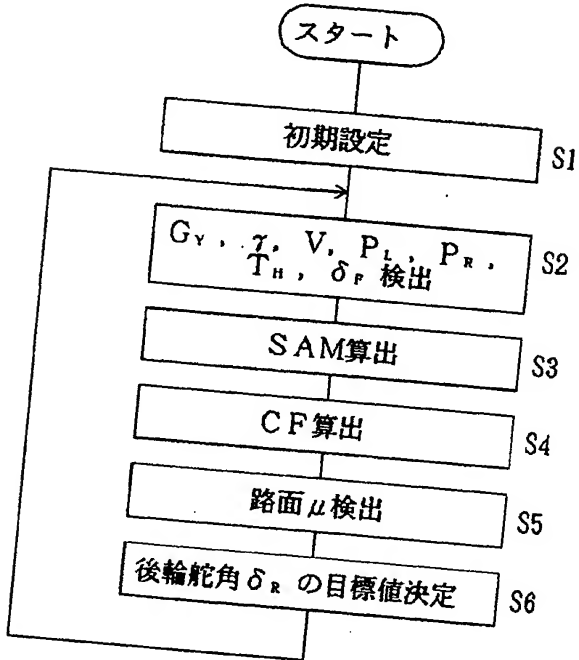 スタート
初期設定
S1
G_Y, γ, V, P_L, P_R,
T_H, δ_F 検出
S2
SAM算出
S3
CF算出
S4
路面μ検出
S5
後輪舵角δ_Rの目標値決定
S6